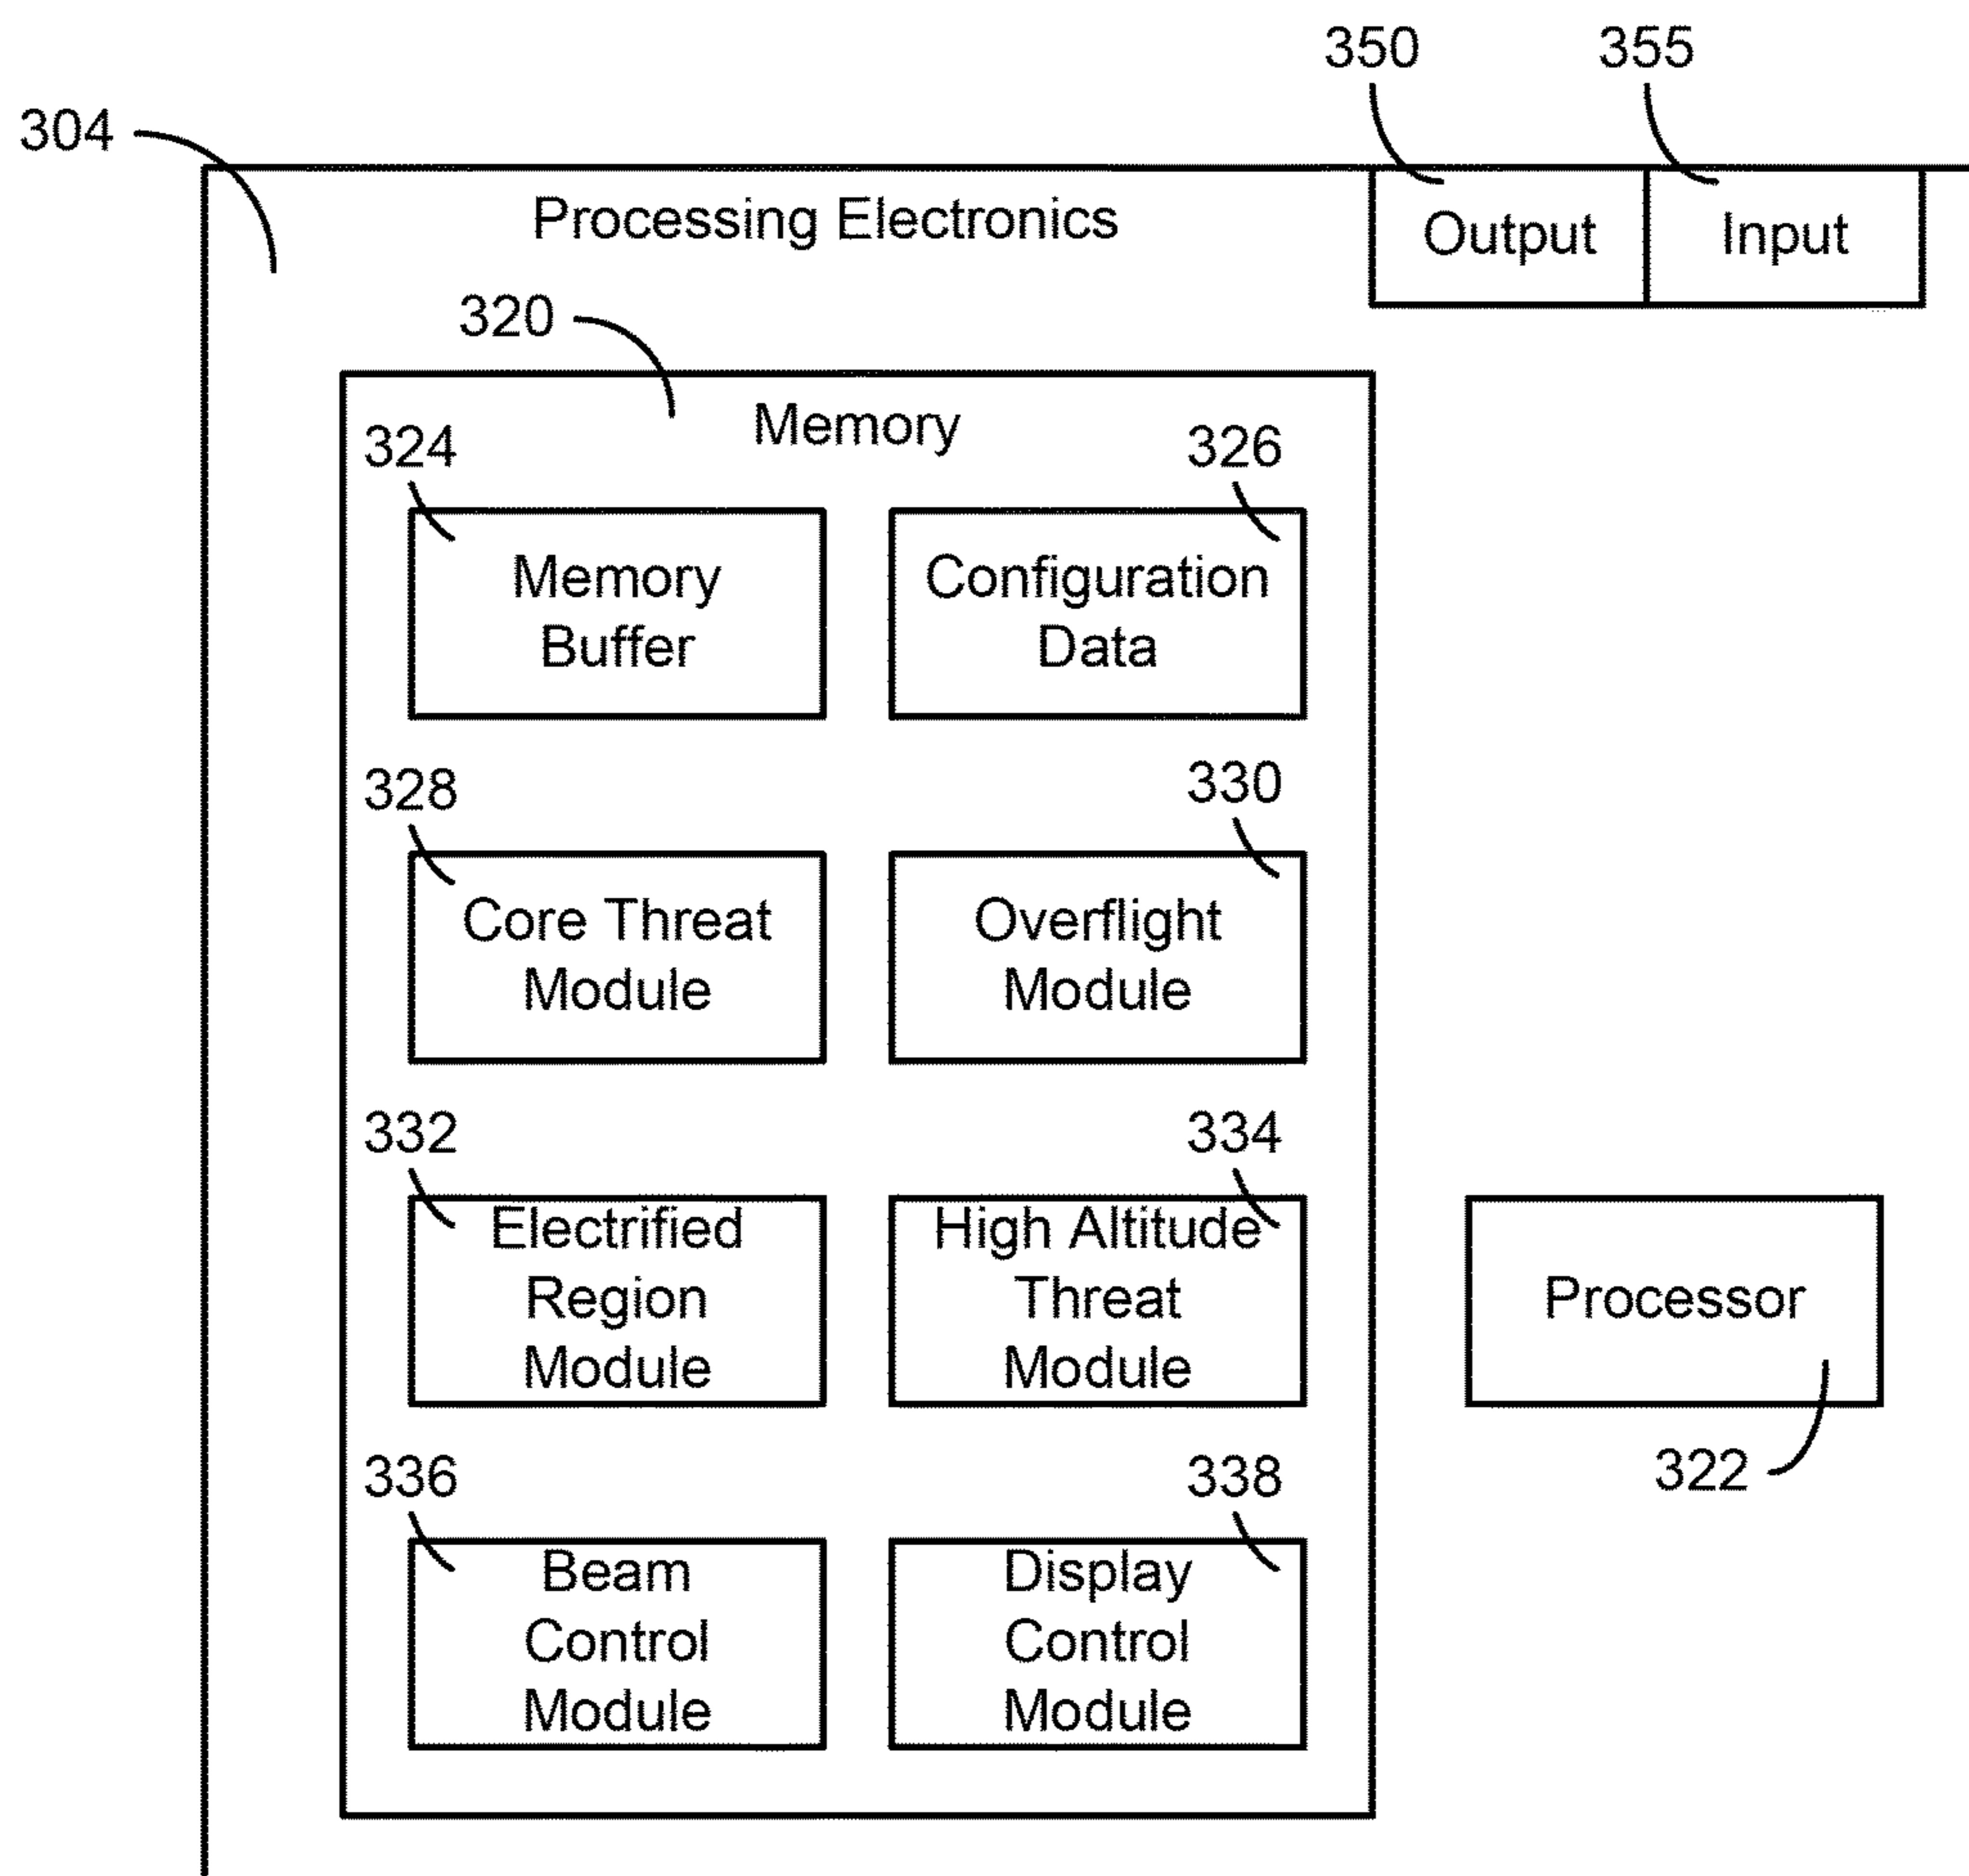 350 355
304
Processing Electronics
Output Input
320
Memory
324 326
Memory
Buffer
Configuration
Data
328 330
Core Threat
Module
Overflight
Module
332 334
Electrified
Region
Module
High Altitude
Threat
Module
Processor
322
336 338
Beam
Control
Module
Display
Control
Module